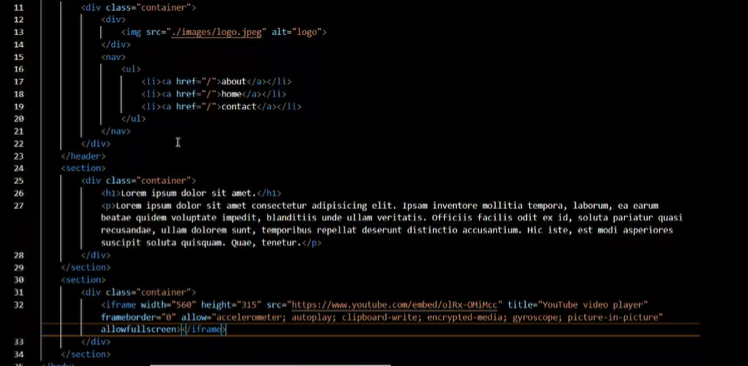 11 <div class="container">
12 <div>
13 <img src="./images/logo.jpeg" alt="logo">
14 </div>
15 <nav>
16 <ul>
17 <li><a href="/">about</a></li>
18 <li><a href="/">home</a></li>
19 <li><a href="/">contact</a></li>
20 </ul>
21 </nav>
22 </div>
23 </header>
24 <section>
25 <div class="container">
26 <h1>Lorem ipsum dolor sit amet.</h1>
27 <p>Lorem ipsum dolor sit amet consectetur adipisicing elit. Ipsam inventore mollitia tempora, laborum, ea earum
beatae quidem voluptate impedit, blanditiis unde ullam veritatis. Officiis facilis odit ex id, soluta pariatur quasi
recusandae, ullam dolorem sunt, temporibus repellat deserunt distinctio accusantium. Hic iste, est modi asperiores
suscipit soluta quisquam. Quae, tenetur.</p>
28 </div>
29 </section>
30 <section>
31 <div class="container">
32 <iframe width="560" height="315" src="https://www.youtube.com/embed/olRx-OMiMcc" title="YouTube video player"
frameborder="0" allow="accelerometer; autoplay; clipboard-write; encrypted-media; gyroscope; picture-in-picture"
allowfullscreen></iframe>
33 </div>
34 </section>